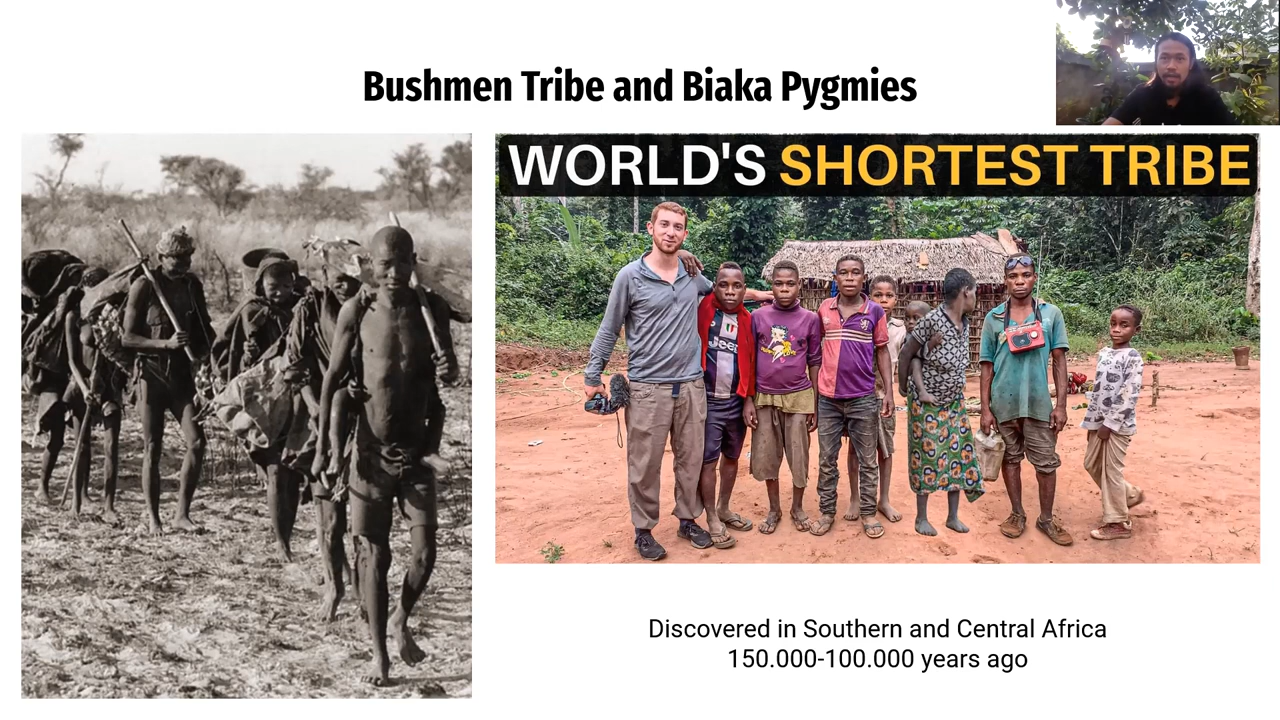 Bushmen Tribe and Biaka Pygmies
WORLD'S SHORTEST TRIBE
Jeep
Discovered in Southern and Central Africa
150.000-100.000 years ago